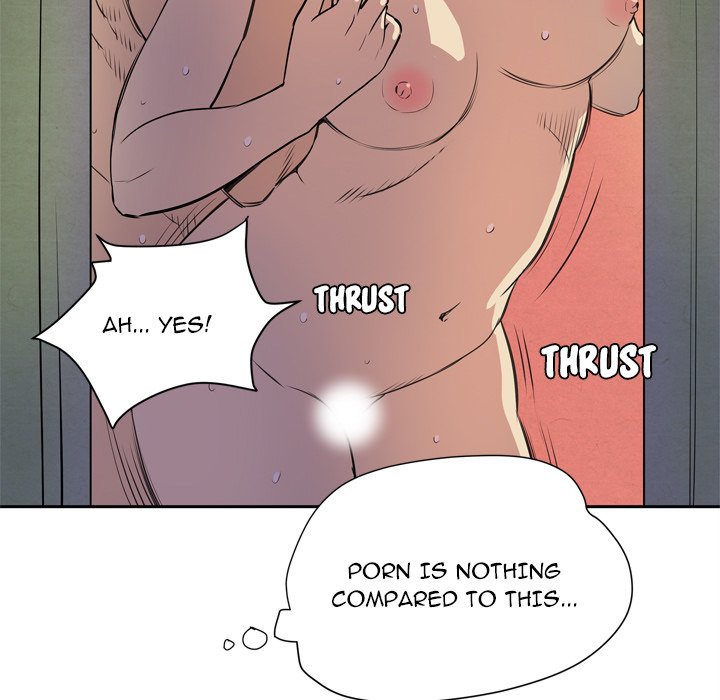 AH... YES!
THRUST
THRUST
PORN IS NOTHING
COMPARED TO THIS...